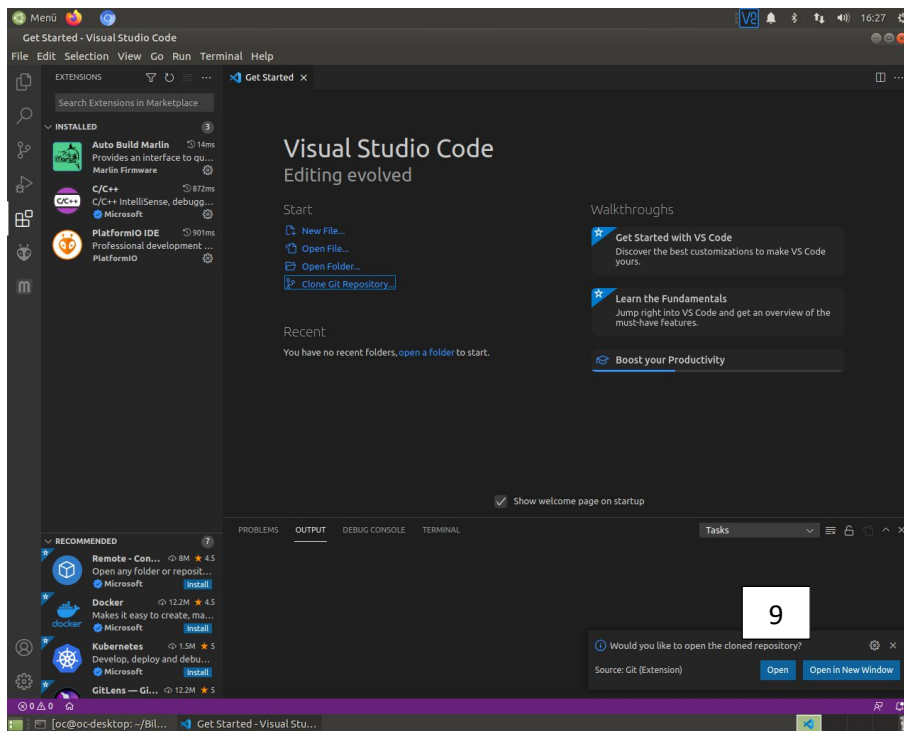 Menü
V2
16:27
Get Started - Visual Studio Code
File Edit Selection View Go Run Terminal Help
EXTENSIONS
Get Started
Search Extensions in Marketplace
INSTALLED 3
Auto Build Marlin 14ms
Provides an interface to qu...
Marlin Firmware
C/C++ 872ms
C/C++
C/C++ IntelliSense, debugg...
Microsoft
PlatformIO IDE 901ms
Professional development ...
PlatformIO
m
Visual Studio Code
Editing evolved
Start
New File...
Open File...
Open Folder...
Clone Git Repository...
Recent
You have no recent folders, open a folder to start.
Walkthroughs
Get Started with VS Code
Discover the best customizations to make VS Code
yours.
Learn the Fundamentals
Jump right into VS Code and get an overview of the
must-have features.
Boost your Productivity
Show welcome page on startup
PROBLEMS OUTPUT DEBUG CONSOLE TERMINAL
Tasks
RECOMMENDED 7
Remote - Con... 8M 4.5
Open any folder or reposit...
Microsoft Install
Docker 12.2M 4.5
docker
Makes it easy to create, ma...
Microsoft Install
Kubernetes 1.5M 5
Develop, deploy and debu...
Microsoft Install
GitLens — Gi... 12.2M 5
9
Would you like to open the cloned repository?
Source: Git (Extension) Open Open in New Window
0 0
[oc@oc-desktop: ~/Bil... Get Started - Visual Stu...